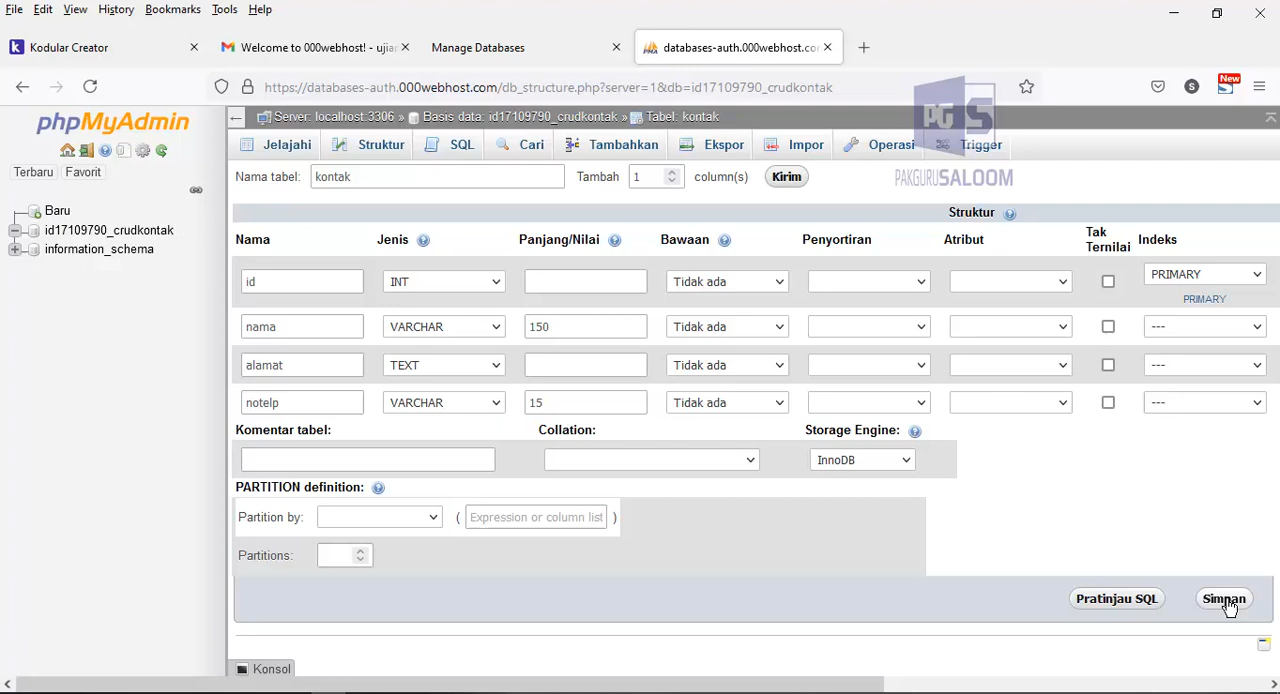 File Edit View History Bookmarks Tools Help
Kodular Creator
Welcome to 000webhost! - ujian
Manage Databases
databases-auth.000webhost.co
https://databases-auth.000webhost.com/db_structure.php?server=1&db=id17109790_crudkontak
New
S
phpMyAdmin
Terbaru Favorit
Baru
id17109790_crudkontak
information_schema
Server: localhost:3306 » Basis data: id17109790_crudkontak » Tabel: kontak
Jelajahi Struktur SQL Cari Tambahkan Ekspor Impor Operasi Trigger
PGS
PAKGURUSALOOM
Nama tabel: kontak Tambah 1 column(s) Kirim
Struktur
Nama Jenis Panjang/Nilai Bawaan Penyortiran Atribut Tak Ternilai Indeks
id INT Tidak ada PRIMARY
PRIMARY
nama VARCHAR 150 Tidak ada ---
alamat TEXT Tidak ada ---
notelp VARCHAR 15 Tidak ada ---
Komentar tabel: Collation: Storage Engine:
InnoDB
PARTITION definition:
Partition by: ( Expression or column list )
Partitions:
Pratinjau SQL Simpan
Konsol